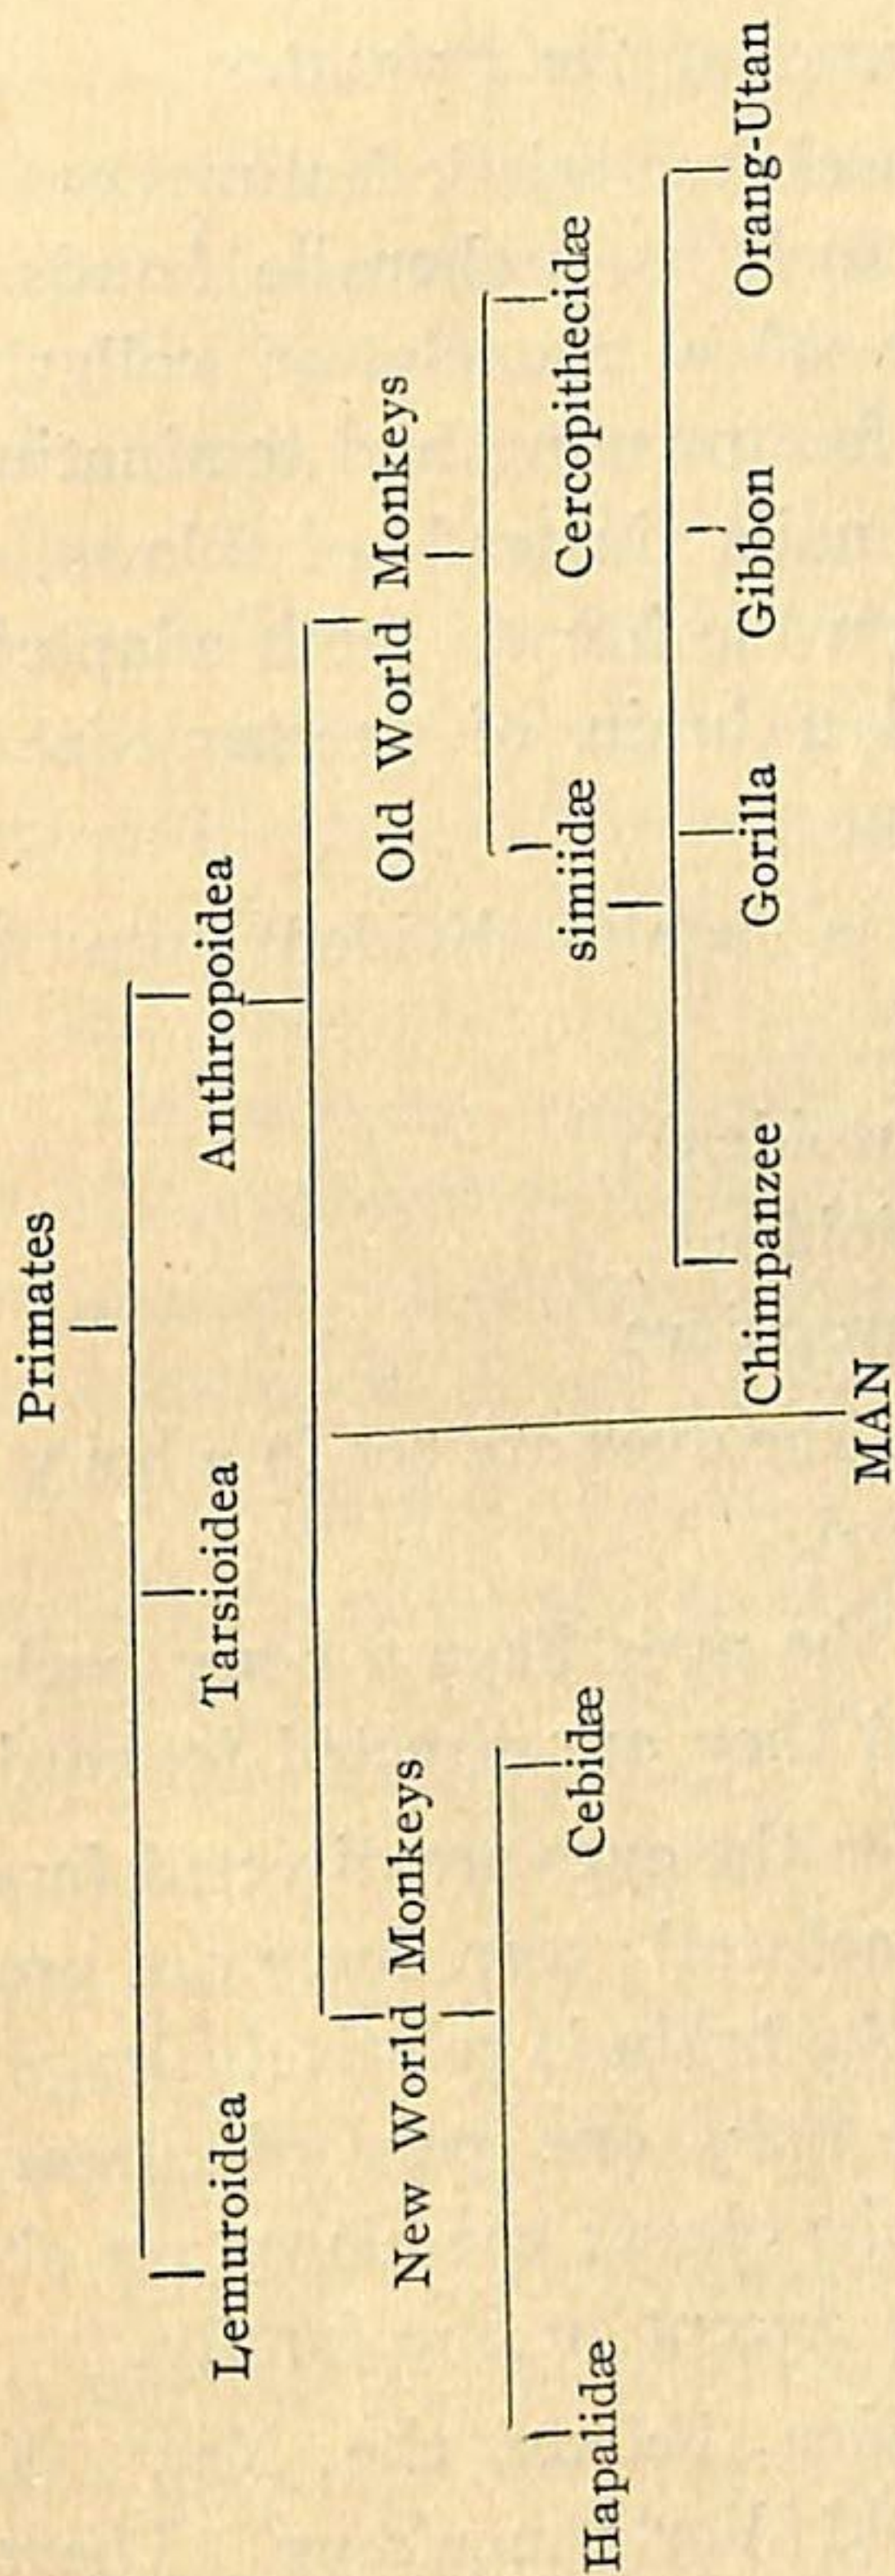 Primates
Lemuroidea Tarsioidea Anthropoidea
New World Monkeys Old World Monkeys
Hapalidæ Cebidæ simiidæ Cercopithecidæ
Chimpanzee Gorilla Gibbon Orang-Utan
MAN